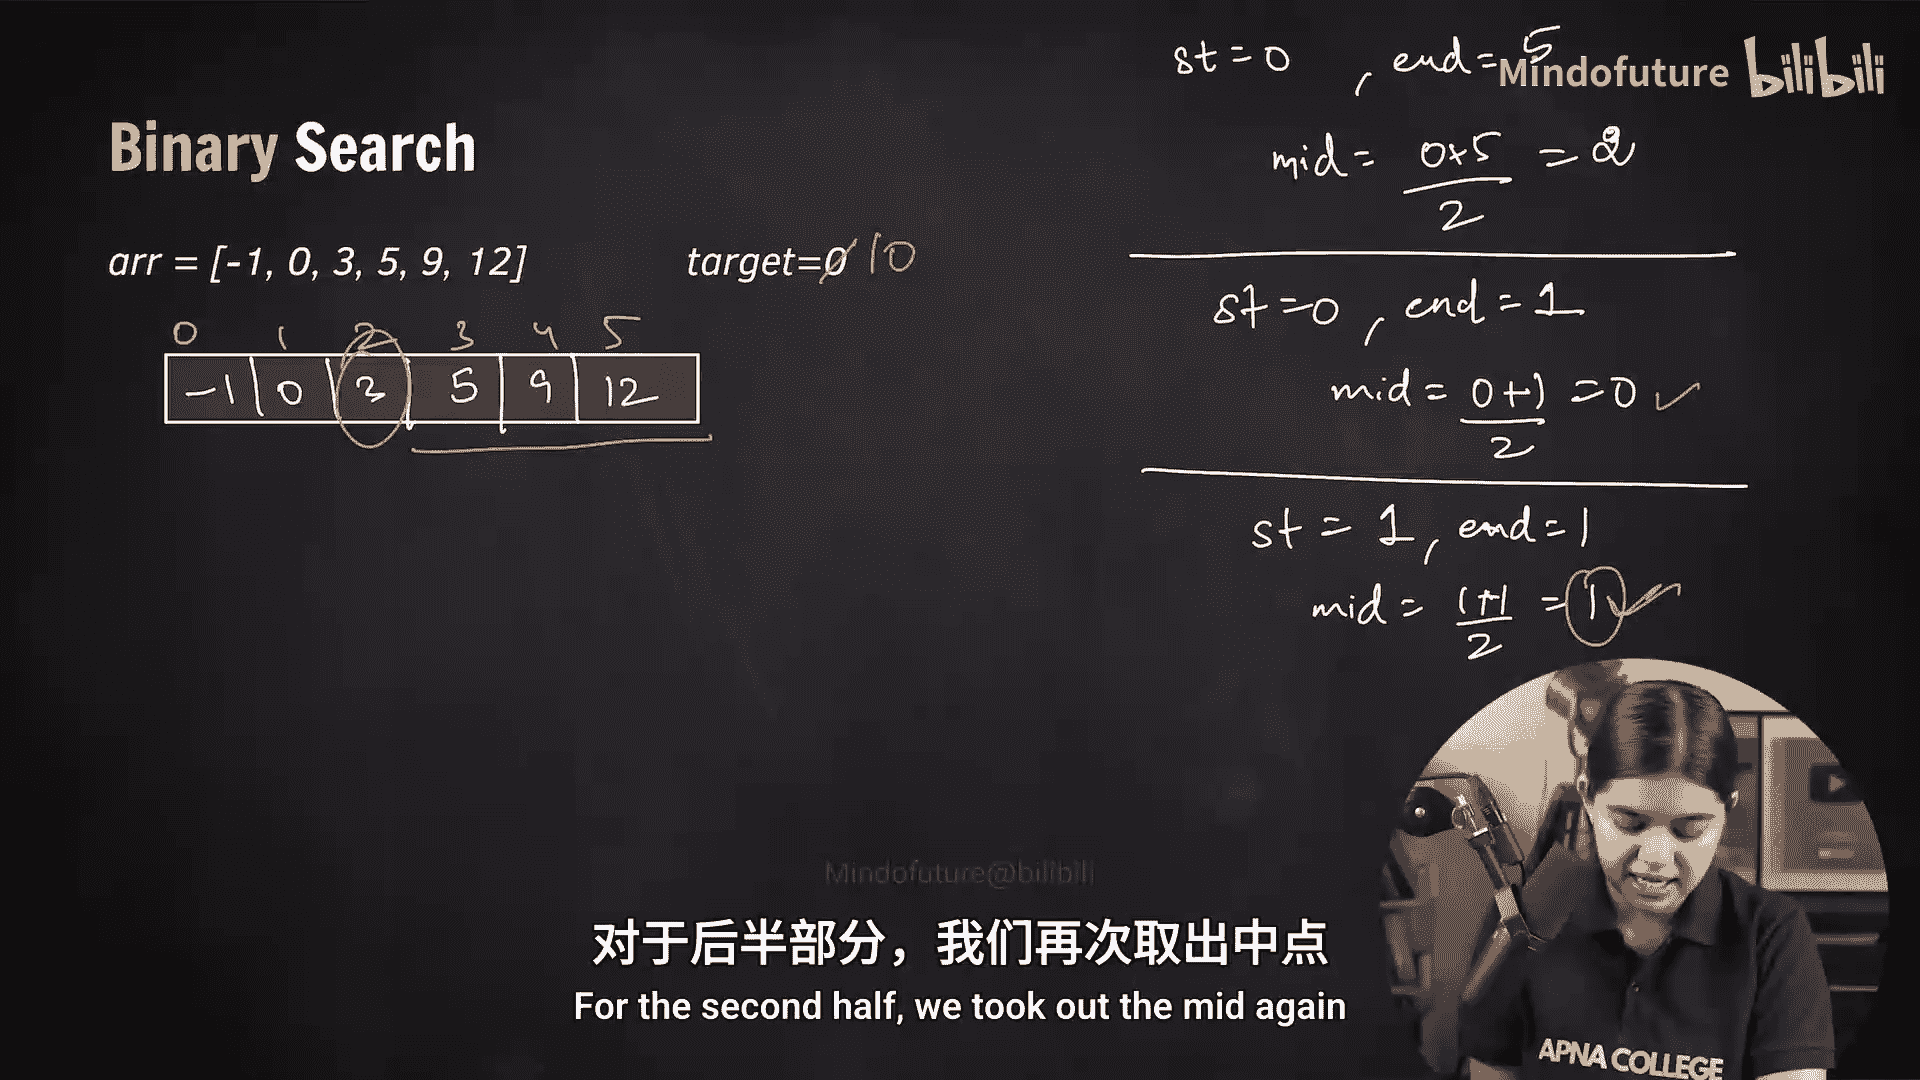 st = 0 , end = 5
Mindofuture bilibili
mid = 0+5 = 2
2
Binary Search
arr = [-1, 0, 3, 5, 9, 12] target=0 10
st = 0 , end = 1
0 1 2 3 4 5
-1 0 3 5 9 12
mid = 0+1 = 0 ✓
2
st = 1 , end = 1
mid = 1+1 = 1 ✓
2
Mindofuture@bilibili
对于后半部分，我们再次取出中点
For the second half, we took out the mid again
APNA COLLEGE